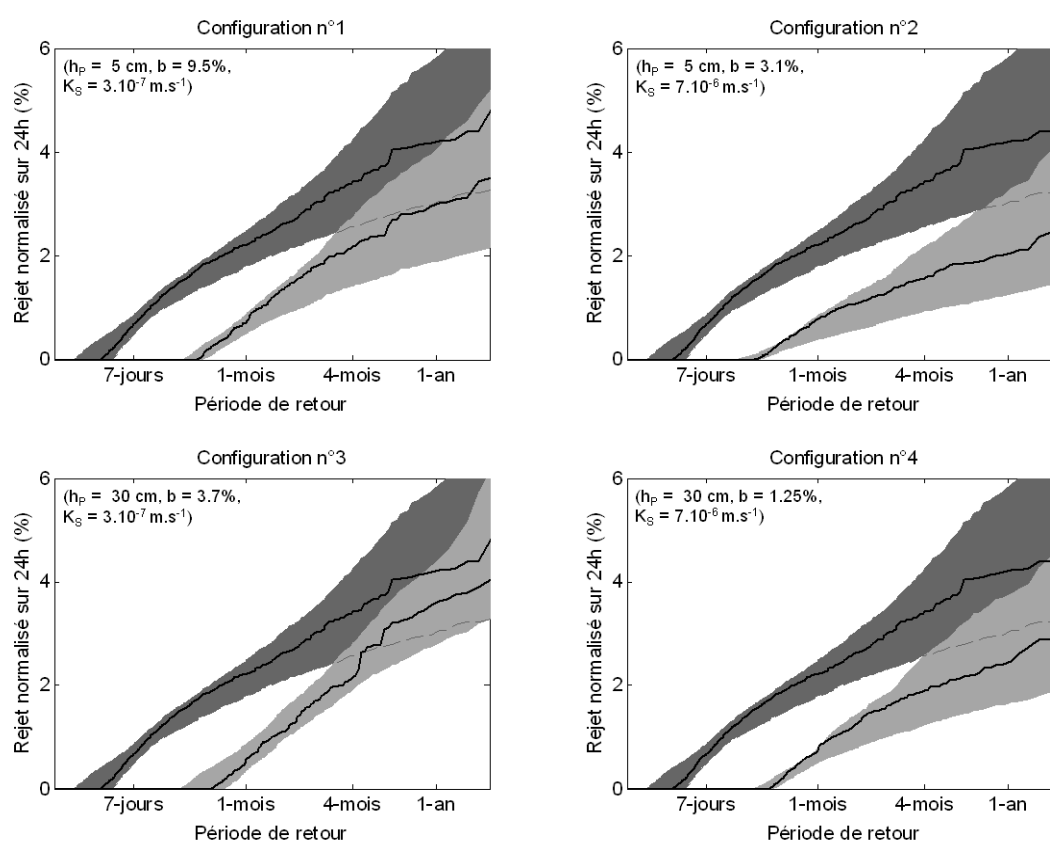 Configuration n°1
6
4
2
0
(hP = 5 cm, b = 9.5%,
KS = 3.10-7 m.s-1)
Rejet normalisé sur 24h (%)
7-jours 1-mois 4-mois 1-an
Période de retour
Configuration n°2
6
4
2
0
(hP = 5 cm, b = 3.1%,
KS = 7.10-6 m.s-1)
Rejet normalisé sur 24h (%)
7-jours 1-mois 4-mois 1-an
Période de retour
Configuration n°3
6
4
2
0
(hP = 30 cm, b = 3.7%,
KS = 3.10-7 m.s-1)
Rejet normalisé sur 24h (%)
7-jours 1-mois 4-mois 1-an
Période de retour
Configuration n°4
6
4
2
0
(hP = 30 cm, b = 1.25%,
KS = 7.10-6 m.s-1)
Rejet normalisé sur 24h (%)
7-jours 1-mois 4-mois 1-an
Période de retour